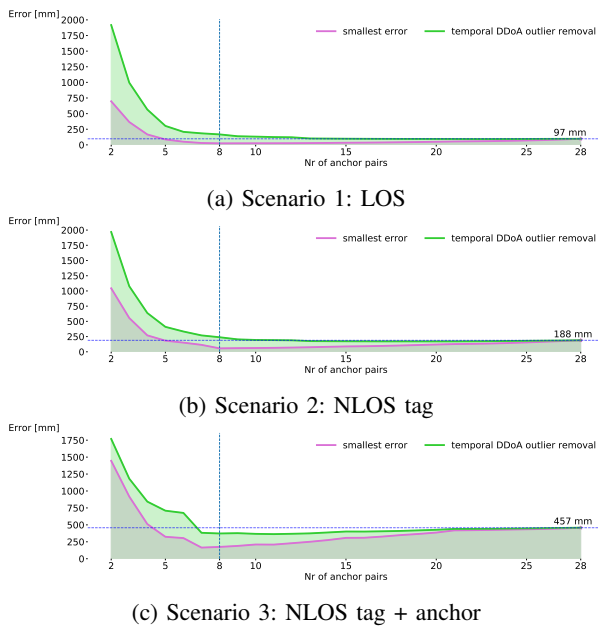 Error [mm]
2000
1750
1500
1250
1000
750
500
250
0
smallest error temporal DDoA outlier removal
97 mm
2 5 8 10 15 20 25 28
Nr of anchor pairs
(a) Scenario 1: LOS
Error [mm]
2000
1750
1500
1250
1000
750
500
250
0
smallest error temporal DDoA outlier removal
188 mm
2 5 8 10 15 20 25 28
Nr of anchor pairs
(b) Scenario 2: NLOS tag
Error [mm]
1750
1500
1250
1000
750
500
250
0
smallest error temporal DDoA outlier removal
457 mm
2 5 8 10 15 20 25 28
Nr of anchor pairs
(c) Scenario 3: NLOS tag + anchor